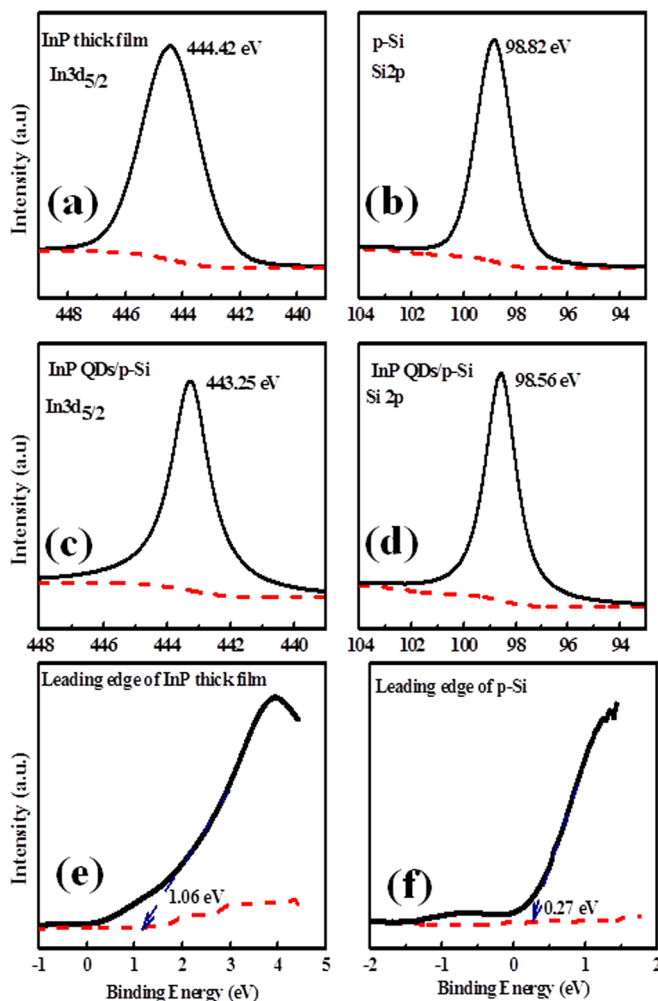 InP thick film
In3d5/2
444.42 eV
(a)
Intensity (a.u)
448 446 444 442 440
p-Si
Si2p
98.82 eV
(b)
104 102 100 98 96 94
InP QDs/p-Si
In3d5/2
443.25 eV
(c)
Intensity (a.u)
448 446 444 442 440
InP QDs/p-Si
Si 2p
98.56 eV
(d)
104 102 100 98 96 94
Leading edge of InP thick film
(e)
1.06 eV
Intensity (a.u.)
-1 0 1 2 3 4 5
Binding Energy (eV)
Leading edge of p-Si
(f)
0.27 eV
-2 -1 0 1 2
Binding Energy (eV)